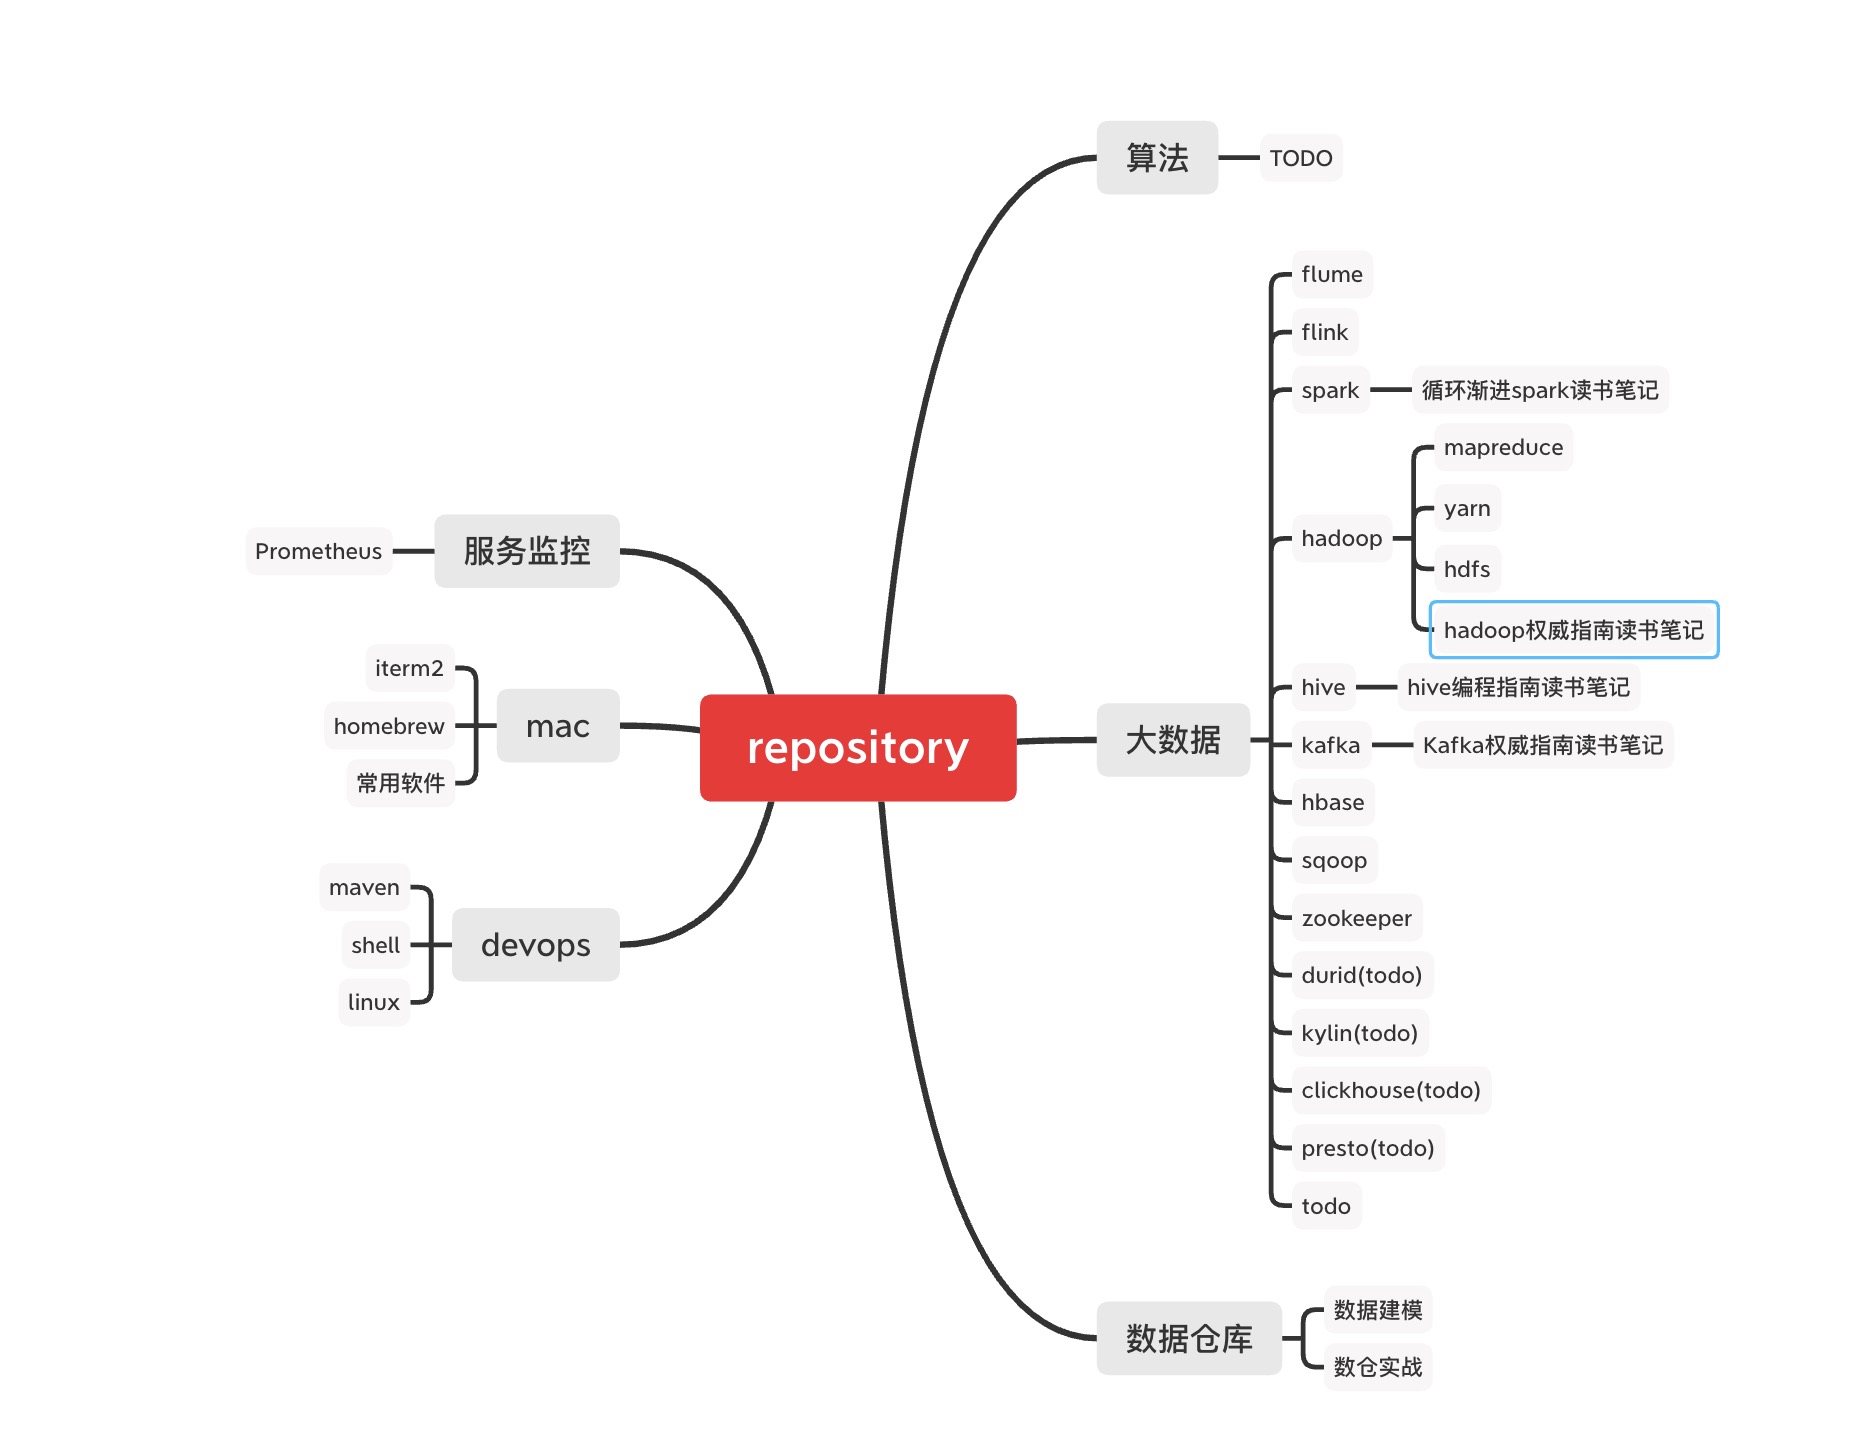 repository
算法
TODO
大数据
flume
flink
spark
循环渐进spark读书笔记
hadoop
mapreduce
yarn
hdfs
hadoop权威指南读书笔记
hive
hive编程指南读书笔记
kafka
Kafka权威指南读书笔记
hbase
sqoop
zookeeper
durid(todo)
kylin(todo)
clickhouse(todo)
presto(todo)
todo
数据仓库
数据建模
数仓实战
服务监控
Prometheus
mac
iterm2
homebrew
常用软件
devops
maven
shell
linux